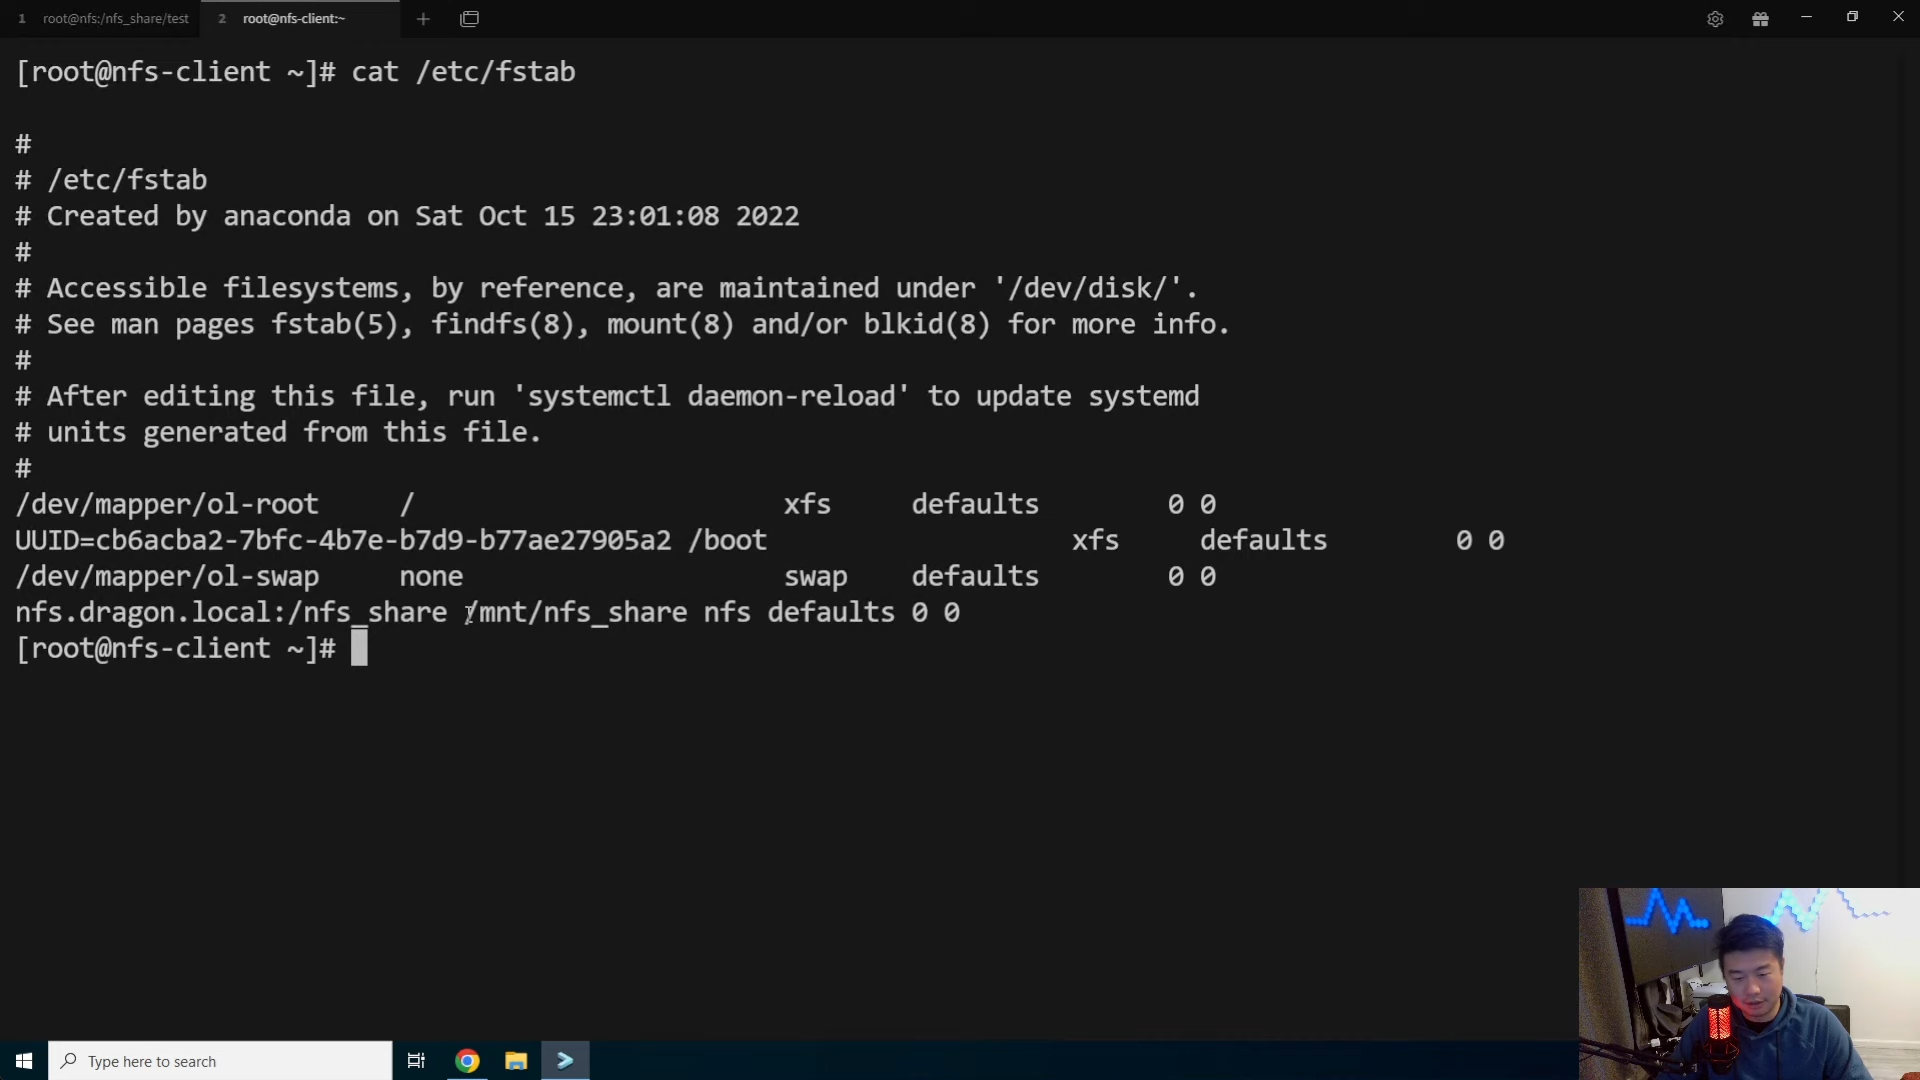 1 root@nfs:/nfs_share/test 2 root@nfs-client:~
[root@nfs-client ~]# cat /etc/fstab
#
# /etc/fstab
# Created by anaconda on Sat Oct 15 23:01:08 2022
#
# Accessible filesystems, by reference, are maintained under '/dev/disk/'.
# See man pages fstab(5), findfs(8), mount(8) and/or blkid(8) for more info.
#
# After editing this file, run 'systemctl daemon-reload' to update systemd
# units generated from this file.
#
/dev/mapper/ol-root / xfs defaults 0 0
UUID=cb6acba2-7bfc-4b7e-b7d9-b77ae27905a2 /boot xfs defaults 0 0
/dev/mapper/ol-swap none swap defaults 0 0
nfs.dragon.local:/nfs_share /mnt/nfs_share nfs defaults 0 0
[root@nfs-client ~]#
Type here to search